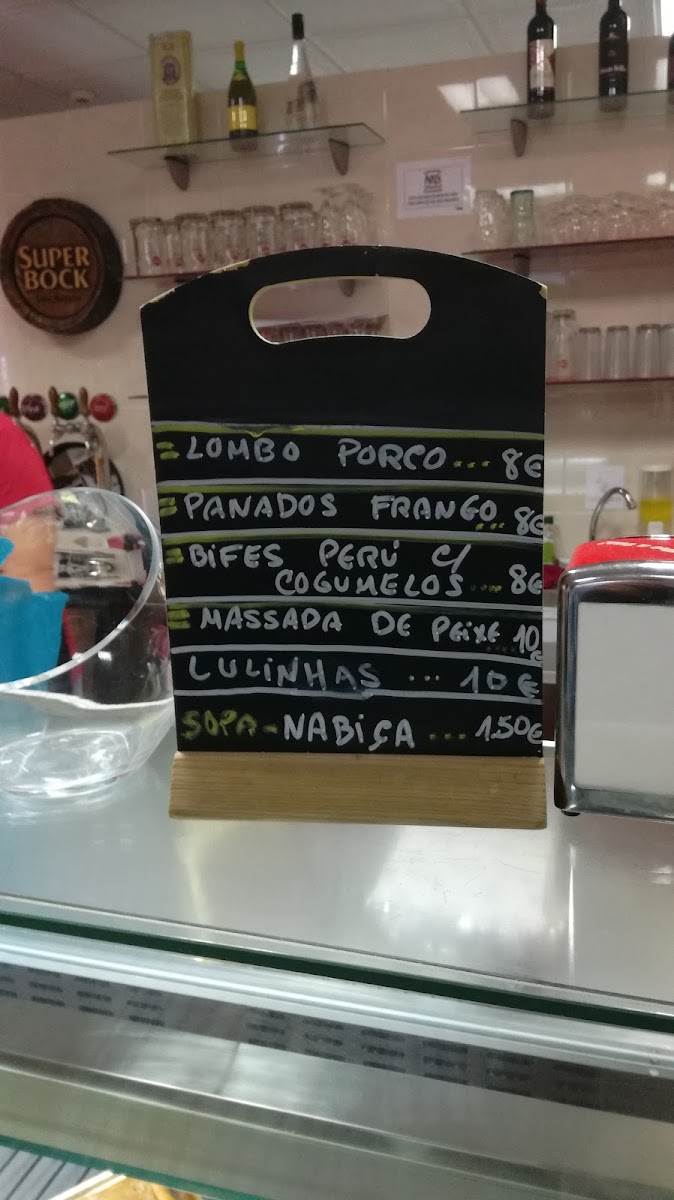 SUPER
BOCK
= LOMBO PORCO ... 8€
= PANADOS FRANGO ... 8€
= BIFES PERÚ C/
COGUMELOS .... 8€
= MASSADA DE PEIXE .... 10€
LULINHAS ... 10€
SOPA - NABIÇA ... 1.50€